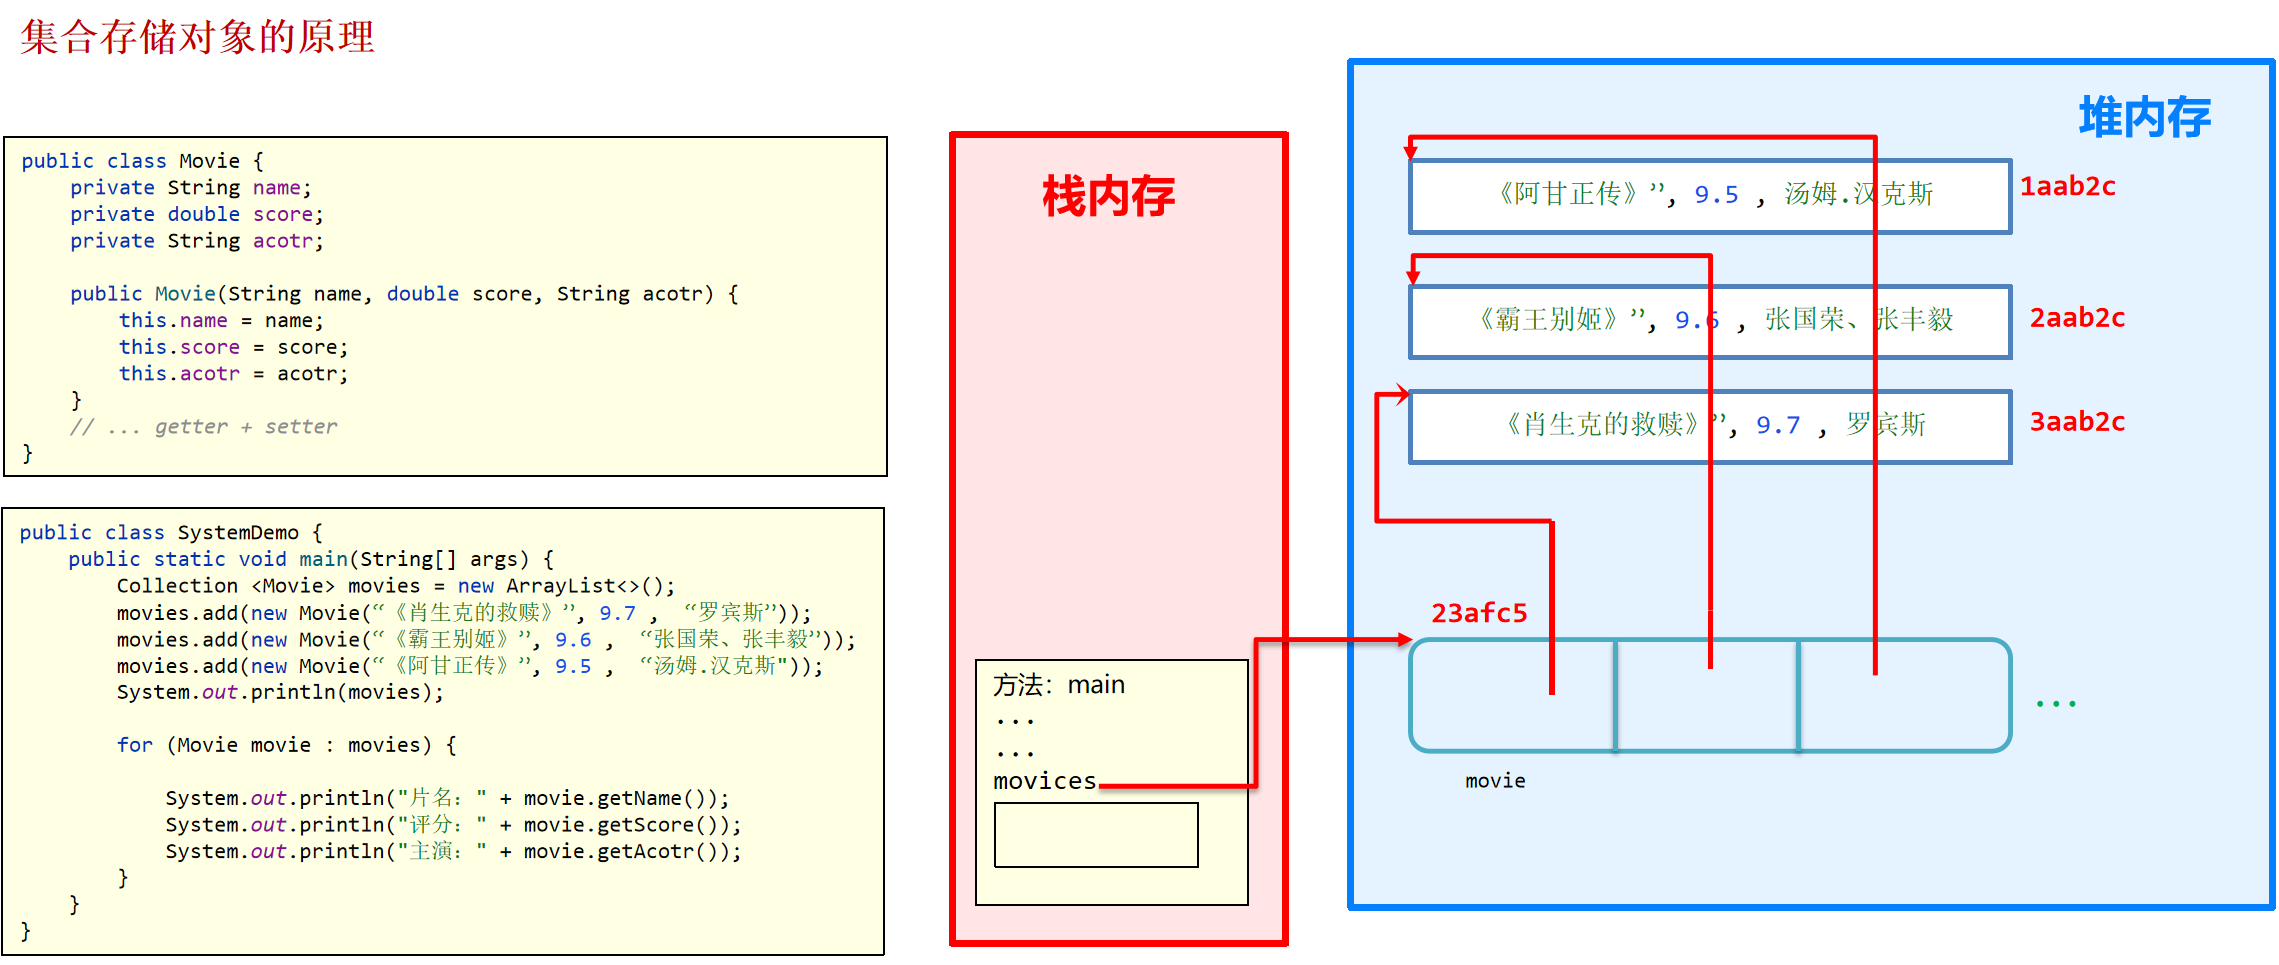 集合存储对象的原理
public class Movie {
    private String name;
    private double score;
    private String acotr;
    public Movie(String name, double score, String acotr) {
        this.name = name;
        this.score = score;
        this.acotr = acotr;
    }
    // ... getter + setter
}
public class SystemDemo {
    public static void main(String[] args) {
        Collection <Movie> movies = new ArrayList<>();
        movies.add(new Movie(“《肖生克的救赎》”, 9.7 , “罗宾斯”));
        movies.add(new Movie(“《霸王别姬》”, 9.6 , “张国荣、张丰毅”));
        movies.add(new Movie(“《阿甘正传》”, 9.5 , “汤姆.汉克斯"));
        System.out.println(movies);
        for (Movie movie : movies) {
            System.out.println("片名：" + movie.getName());
            System.out.println("评分：" + movie.getScore());
            System.out.println("主演：" + movie.getAcotr());
        }
    }
}
栈内存
方法：main
...
...
movices
堆内存
《阿甘正传》”, 9.5 , 汤姆.汉克斯
1aab2c
《霸王别姬》”, 9.6 , 张国荣、张丰毅
2aab2c
《肖生克的救赎》”, 9.7 , 罗宾斯
3aab2c
23afc5
...
movie